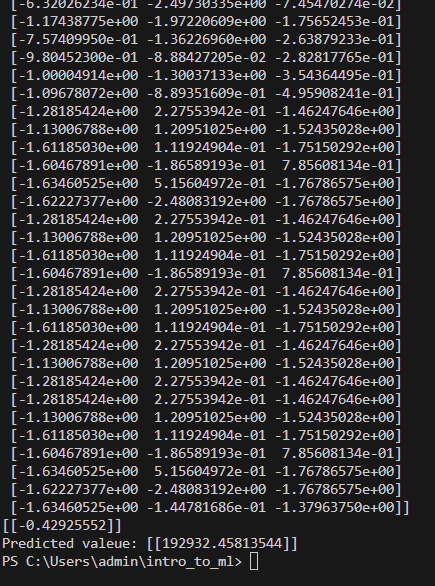 [-6.32026234e-01 -2.49730335e-01 -7.45470274e-02]
[-1.17438775e+00 -1.97220609e+00 -1.75652453e-01]
[-7.57409950e-01 -1.36226960e+00 -2.63879233e-01]
[-9.80452300e-01 -8.88427205e-02 -2.82817765e-01]
[-1.00004914e+00 -1.30037133e+00 -3.54364495e-01]
[-1.09678072e+00 -8.89351609e-01 -4.95908241e-01]
[-1.28185424e+00  2.27553942e-01 -1.46247646e+00]
[-1.13006788e+00  1.20951025e+00 -1.52435028e+00]
[-1.61185030e+00  1.11924904e-01 -1.75150292e+00]
[-1.60467891e+00 -1.86589193e-01  7.85608134e-01]
[-1.63460525e+00  5.15604972e-01 -1.76786575e+00]
[-1.62227377e+00 -2.48083192e+00 -1.76786575e+00]
[-1.28185424e+00  2.27553942e-01 -1.46247646e+00]
[-1.13006788e+00  1.20951025e+00 -1.52435028e+00]
[-1.61185030e+00  1.11924904e-01 -1.75150292e+00]
[-1.60467891e+00 -1.86589193e-01  7.85608134e-01]
[-1.28185424e+00  2.27553942e-01 -1.46247646e+00]
[-1.13006788e+00  1.20951025e+00 -1.52435028e+00]
[-1.61185030e+00  1.11924904e-01 -1.75150292e+00]
[-1.28185424e+00  2.27553942e-01 -1.46247646e+00]
[-1.13006788e+00  1.20951025e+00 -1.52435028e+00]
[-1.28185424e+00  2.27553942e-01 -1.46247646e+00]
[-1.28185424e+00  2.27553942e-01 -1.46247646e+00]
[-1.13006788e+00  1.20951025e+00 -1.52435028e+00]
[-1.61185030e+00  1.11924904e-01 -1.75150292e+00]
[-1.60467891e+00 -1.86589193e-01  7.85608134e-01]
[-1.63460525e+00  5.15604972e-01 -1.76786575e+00]
[-1.62227377e+00 -2.48083192e+00 -1.76786575e+00]
[-1.63460525e+00 -1.44781686e-01 -1.37963750e+00]]
[[-0.42925552]]
Predicted valeue: [[192932.45813544]]
PS C:\Users\admin\intro_to_ml>